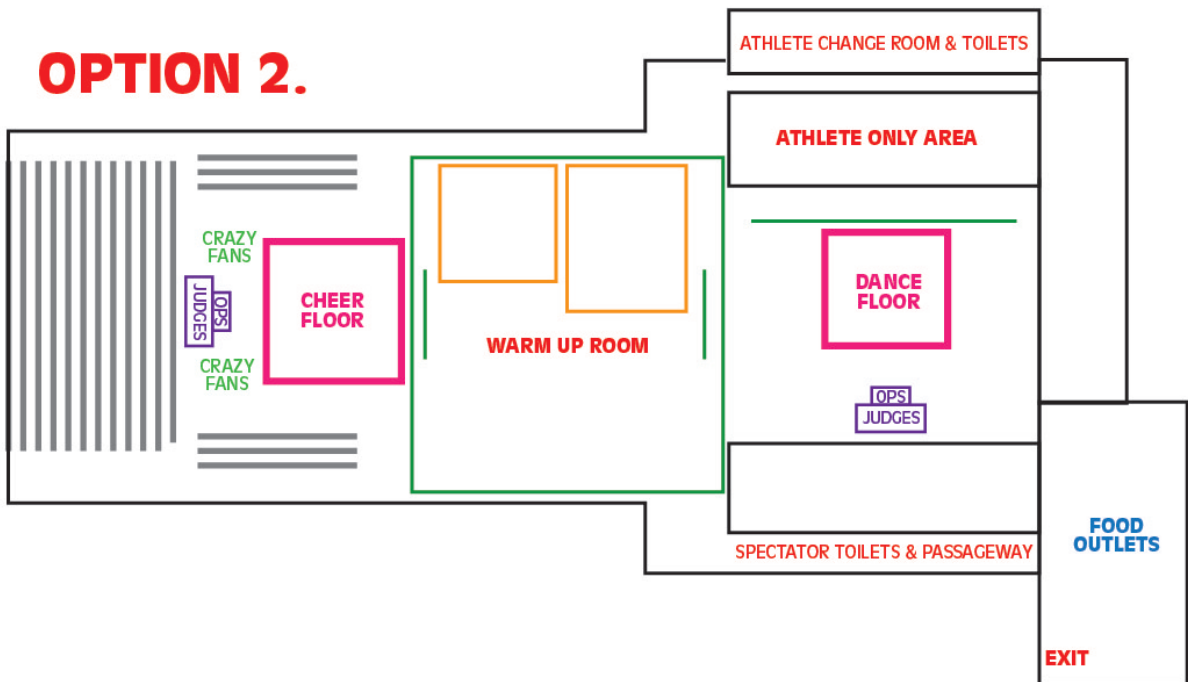 OPTION 2.
ATHLETE CHANGE ROOM & TOILETS
ATHLETE ONLY AREA
CRAZY
FANS
JUDGES
OPS
CRAZY
FANS
CHEER
FLOOR
WARM UP ROOM
DANCE
FLOOR
OPS
JUDGES
SPECTATOR TOILETS & PASSAGEWAY
FOOD
OUTLETS
EXIT